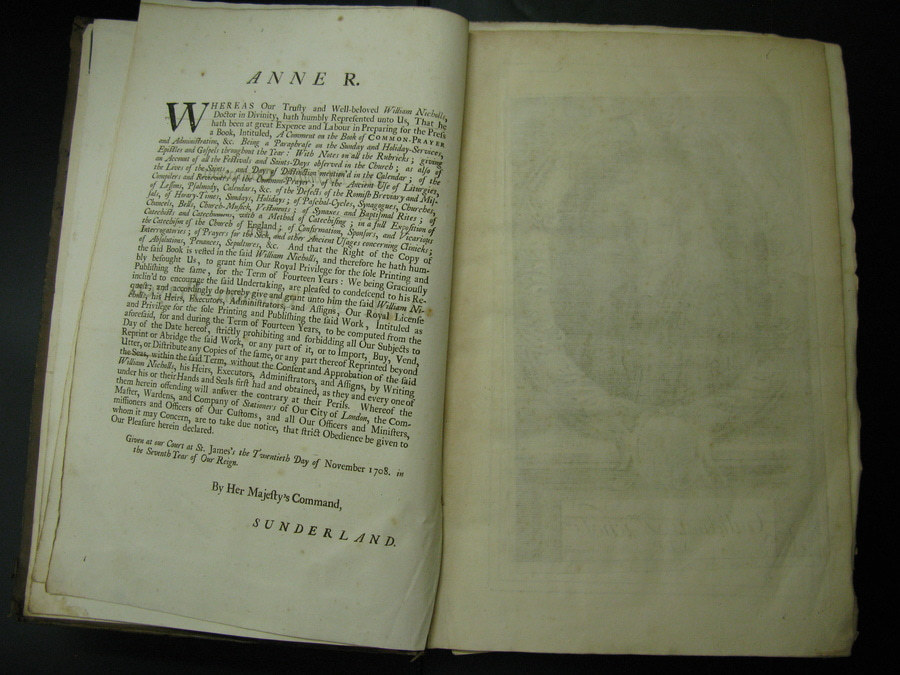 ANNE R.
WHEREAS Our Trusty and Well-beloved William Nicholls,
Doctor in Divinity, hath humbly Represented unto Us, That he
hath been at great Expence and Labour in Preparing for the Press
a Book, Intituled, A Comment on the Book of COMMON-PRAYER
and Administration, &c. Being a Paraphrase on the Sunday and Holiday-Services,
Epistles and Gospels throughout the Year: With Notes on all the Rubricks; giving
an Account of all the Festivals and Saints-Days observed in the Church; as also of
the Lives of the Saints, and Days of Distinction mention'd in the Calendar; of the
Compilers and Reviewers of the Common-Prayer; of the Ancient Use of Liturgies,
of Lessons, Psalmody, Calendars, &c. of the Defects of the Romish Breviary and Mis-
sals, of Hourly-Times, Sundays, Holidays; of Paschal-Cycles, Synagogues, Churches,
Chancels, Bells, Church-Musick, Vestments; of Synaxes and Baptismal Rites; of
Catechists and Catechumens, with a Method of Catechising; in a full Exposition of
the Catechism of the Church of England; of Confirmation, Sponsors, and Vicarious
Interrogatories; of Prayers for the Sick, and other Ancient Usages concerning Clinicks;
of Absolutions, Penances, Sepultures, &c. And that the Right of the Copy of
the said Book is vested in the said William Nicholls, and therefore he hath hum-
bly besought Us, to grant him Our Royal Privilege for the sole Printing and
Publishing the same, for the Term of Fourteen Years: We being Graciously
inclin'd to encourage the said Undertaking, are pleased to condescend to his Re-
quest; and accordingly do hereby give and grant unto him the said William Ni-
cholls, his Heirs, Executors, Administrators, and Assigns, Our Royal License
and Privilege for the sole Printing and Publishing the said Work, Intituled as
aforesaid, for and during the Term of Fourteen Years, to be computed from the
Day of the Date hereof, strictly prohibiting and forbidding all Our Subjects to
Reprint or Abridge the said Work, or any part of it, or to Import, Buy, Vend,
Utter, or Distribute any Copies of the same, or any part thereof Reprinted beyond
the Seas, within the said Term, without the Consent and Approbation of the said
William Nicholls, his Heirs, Executors, Administrators, and Assigns, by Writing
under his or their Hands and Seals first had and obtained, as they and every one of
them herein offending will answer the contrary at their Perils. Whereof the
Master, Wardens, and Company of Stationers of Our City of London, the Com-
missioners and Officers of Our Customs, and all Our Officers and Ministers,
whom it may Concern, are to take due notice, that strict Obedience be given to
Our Pleasure herein declared.
Given at our Court at St. James's the Twentieth Day of November 1708. in
the Seventh Year of Our Reign.
By Her Majesty's Command,
SUNDERLAND.